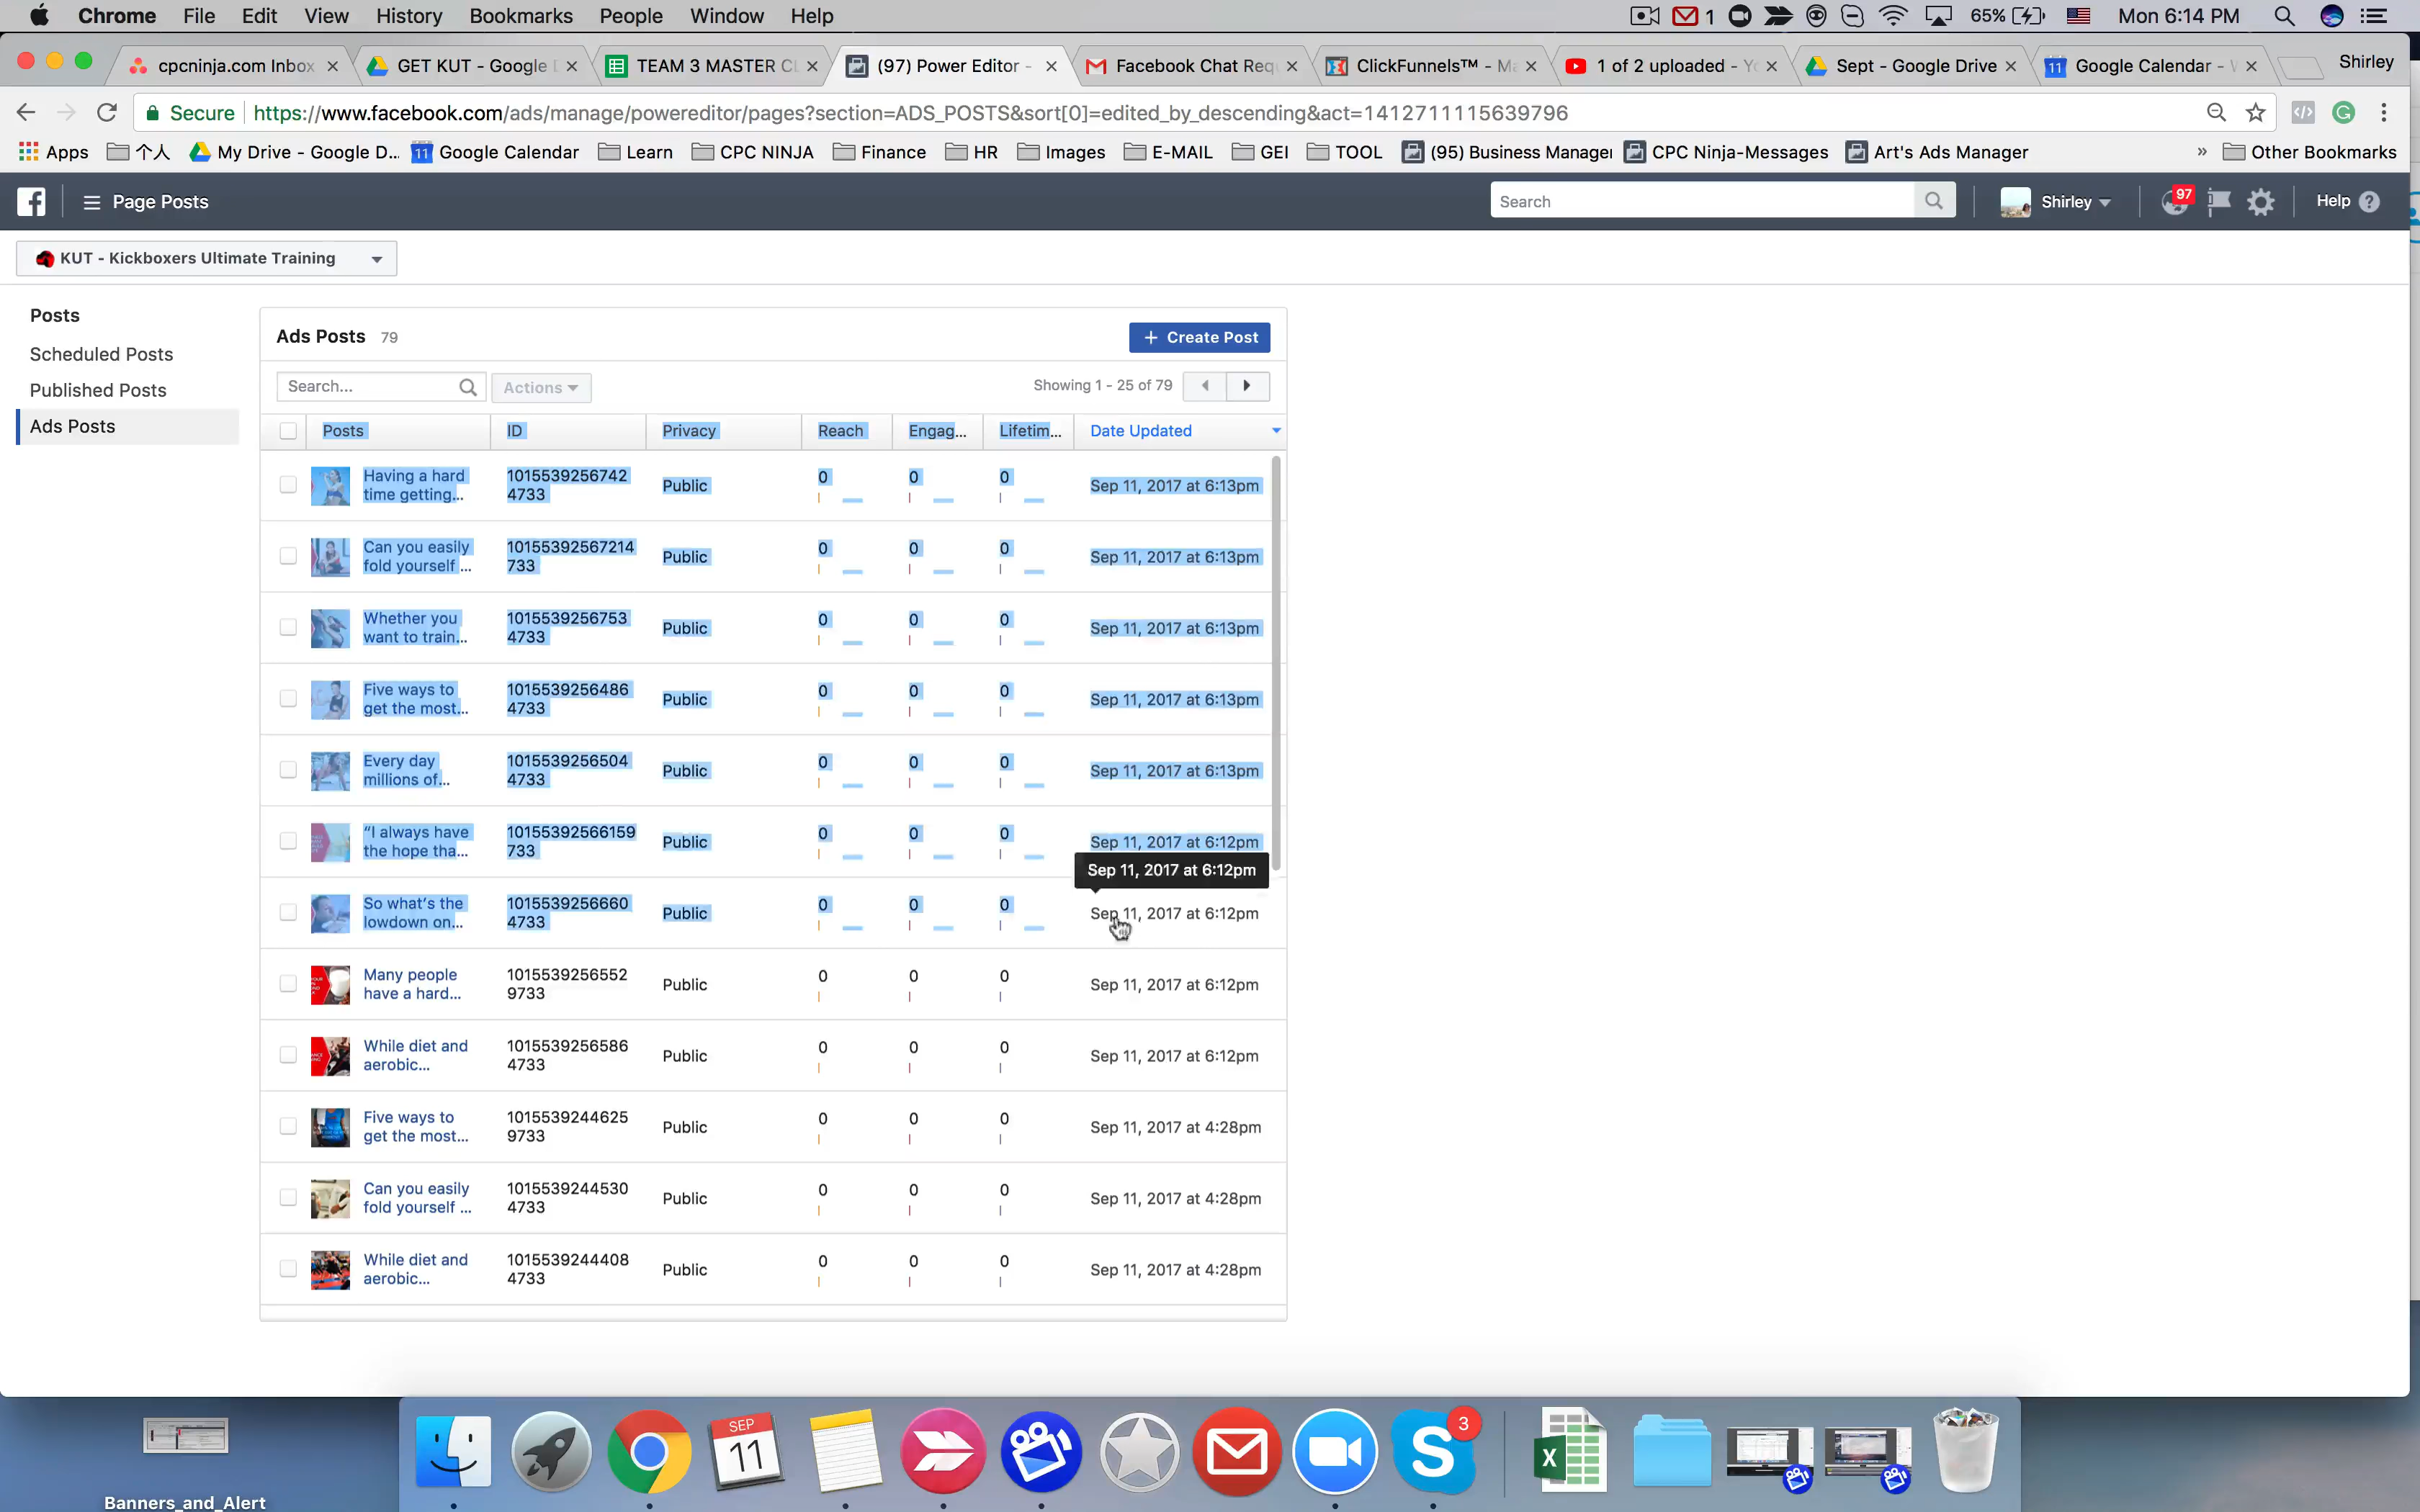 Chrome File Edit View History Bookmarks People Window Help 1 65% Mon 6:14 PM
cpcninja.com Inbox GET KUT - Google D TEAM 3 MASTER CL (97) Power Editor - Facebook Chat Req ClickFunnels™ - Ma 1 of 2 uploaded - Yo Sept - Google Drive 11 Google Calendar - Shirley
Secure https://www.facebook.com/ads/manage/powereditor/pages?section=ADS_POSTS&sort[0]=edited_by_descending&act=1412711115639796
Apps 个人 My Drive - Google D... 11 Google Calendar Learn CPC NINJA Finance HR Images E-MAIL GEI TOOL (95) Business Manager CPC Ninja-Messages Art's Ads Manager » Other Bookmarks
Page Posts Search Shirley 97 Help ?
KUT - Kickboxers Ultimate Training
Posts
Scheduled Posts
Published Posts
Ads Posts
Ads Posts 79 + Create Post
Search... Actions Showing 1 - 25 of 79
Posts ID Privacy Reach Engag... Lifetim... Date Updated
Having a hard time getting... 1015539256742 4733 Public 0 0 0 Sep 11, 2017 at 6:13pm
Can you easily fold yourself ... 10155392567214 733 Public 0 0 0 Sep 11, 2017 at 6:13pm
Whether you want to train... 1015539256753 4733 Public 0 0 0 Sep 11, 2017 at 6:13pm
Five ways to get the most... 1015539256486 4733 Public 0 0 0 Sep 11, 2017 at 6:13pm
Every day millions of... 1015539256504 4733 Public 0 0 0 Sep 11, 2017 at 6:13pm
“I always have the hope tha... 10155392566159 733 Public 0 0 0 Sep 11, 2017 at 6:12pm
Sep 11, 2017 at 6:12pm
So what's the lowdown on... 1015539256660 4733 Public 0 0 0 Sep 11, 2017 at 6:12pm
Many people have a hard... 1015539256552 9733 Public 0 0 0 Sep 11, 2017 at 6:12pm
While diet and aerobic... 1015539256586 4733 Public 0 0 0 Sep 11, 2017 at 6:12pm
Five ways to get the most... 1015539244625 9733 Public 0 0 0 Sep 11, 2017 at 4:28pm
Can you easily fold yourself ... 1015539244530 4733 Public 0 0 0 Sep 11, 2017 at 4:28pm
While diet and aerobic... 1015539244408 4733 Public 0 0 0 Sep 11, 2017 at 4:28pm
SEP
11
3
Banners_and_Alert